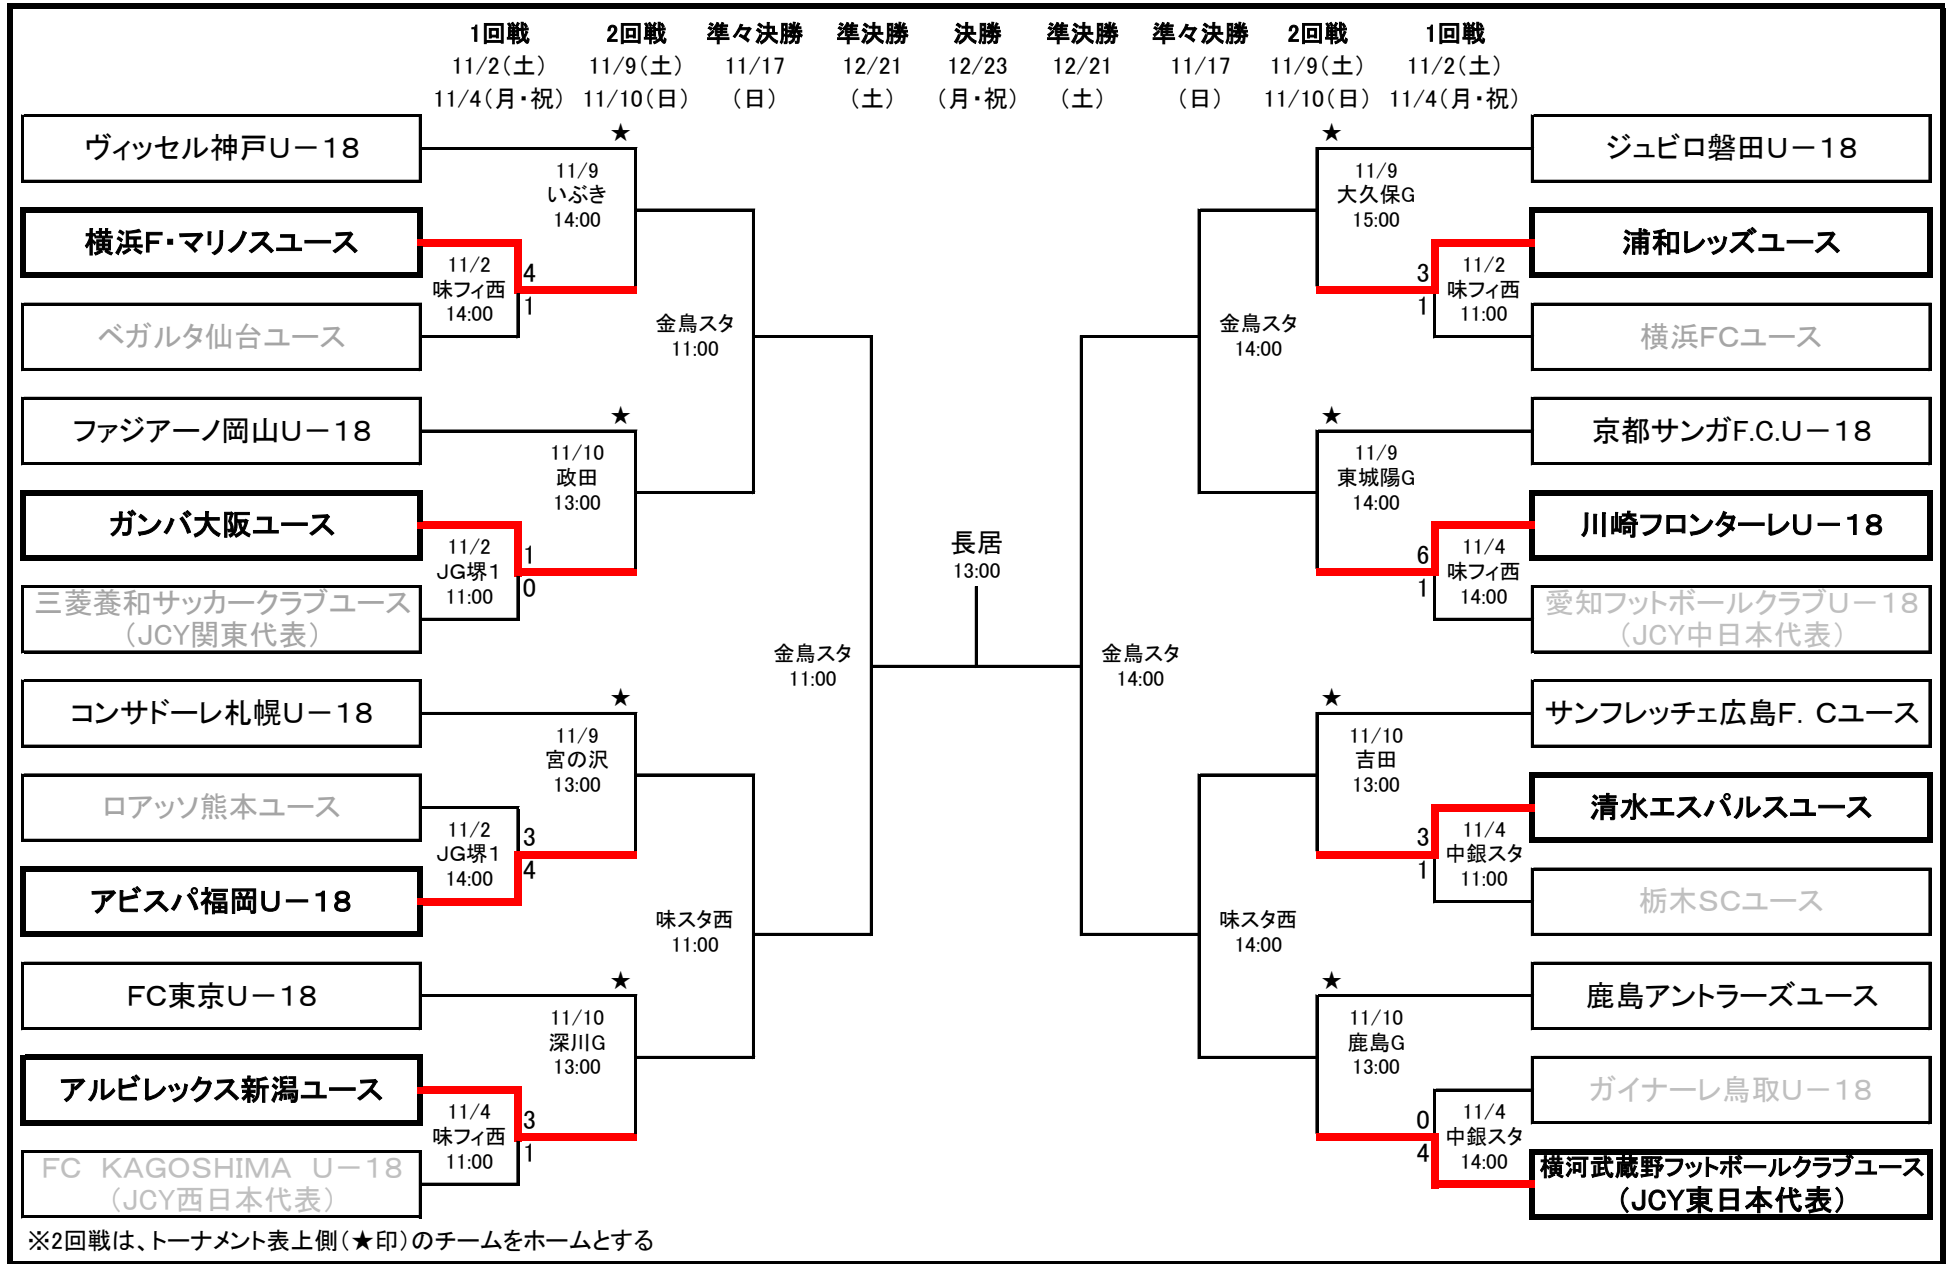 1回戦 2回戦 準々決勝 準決勝 決勝 準決勝 準々決勝 2回戦 1回戦
11/2(土) 11/9(土) 11/17 12/21 12/23 12/21 11/17 11/9(土) 11/2(土)
11/4(月・祝) 11/10(日) (日) (土) (月・祝) (土) (日) 11/10(日) 11/4(月・祝)
ヴィッセル神戸U-18
★
11/9
いぶき
14:00
横浜F・マリノスユース
11/2
味フィ西
14:00
4
1
ベガルタ仙台ユース
金鳥スタ
11:00
ファジアーノ岡山U-18
★
11/10
政田
13:00
ガンバ大阪ユース
11/2
JG堺1
11:00
1
0
三菱養和サッカークラブユース
(JCY関東代表)
金鳥スタ
11:00
コンサドーレ札幌U-18
★
11/9
宮の沢
13:00
ロアッソ熊本ユース
11/2
JG堺1
14:00
3
4
アビスパ福岡U-18
味スタ西
11:00
FC東京U-18
★
11/10
深川G
13:00
アルビレックス新潟ユース
11/4
味フィ西
11:00
3
1
FC KAGOSHIMA U-18
(JCY西日本代表)
長居
13:00
★
ジュビロ磐田U-18
11/9
大久保G
15:00
浦和レッズユース
3
1
11/2
味フィ西
11:00
横浜FCユース
金鳥スタ
14:00
★
京都サンガF.C.U-18
11/9
東城陽G
14:00
川崎フロンターレU-18
6
1
11/4
味フィ西
14:00
愛知フットボールクラブU-18
(JCY中日本代表)
金鳥スタ
14:00
★
サンフレッチェ広島F. Cユース
11/10
吉田
13:00
清水エスパルスユース
3
1
11/4
中銀スタ
11:00
栃木SCユース
味スタ西
14:00
★
鹿島アントラーズユース
11/10
鹿島G
13:00
ガイナーレ鳥取U-18
0
4
11/4
中銀スタ
14:00
横河武蔵野フットボールクラブユース
(JCY東日本代表)
※2回戦は、トーナメント表上側(★印)のチームをホームとする